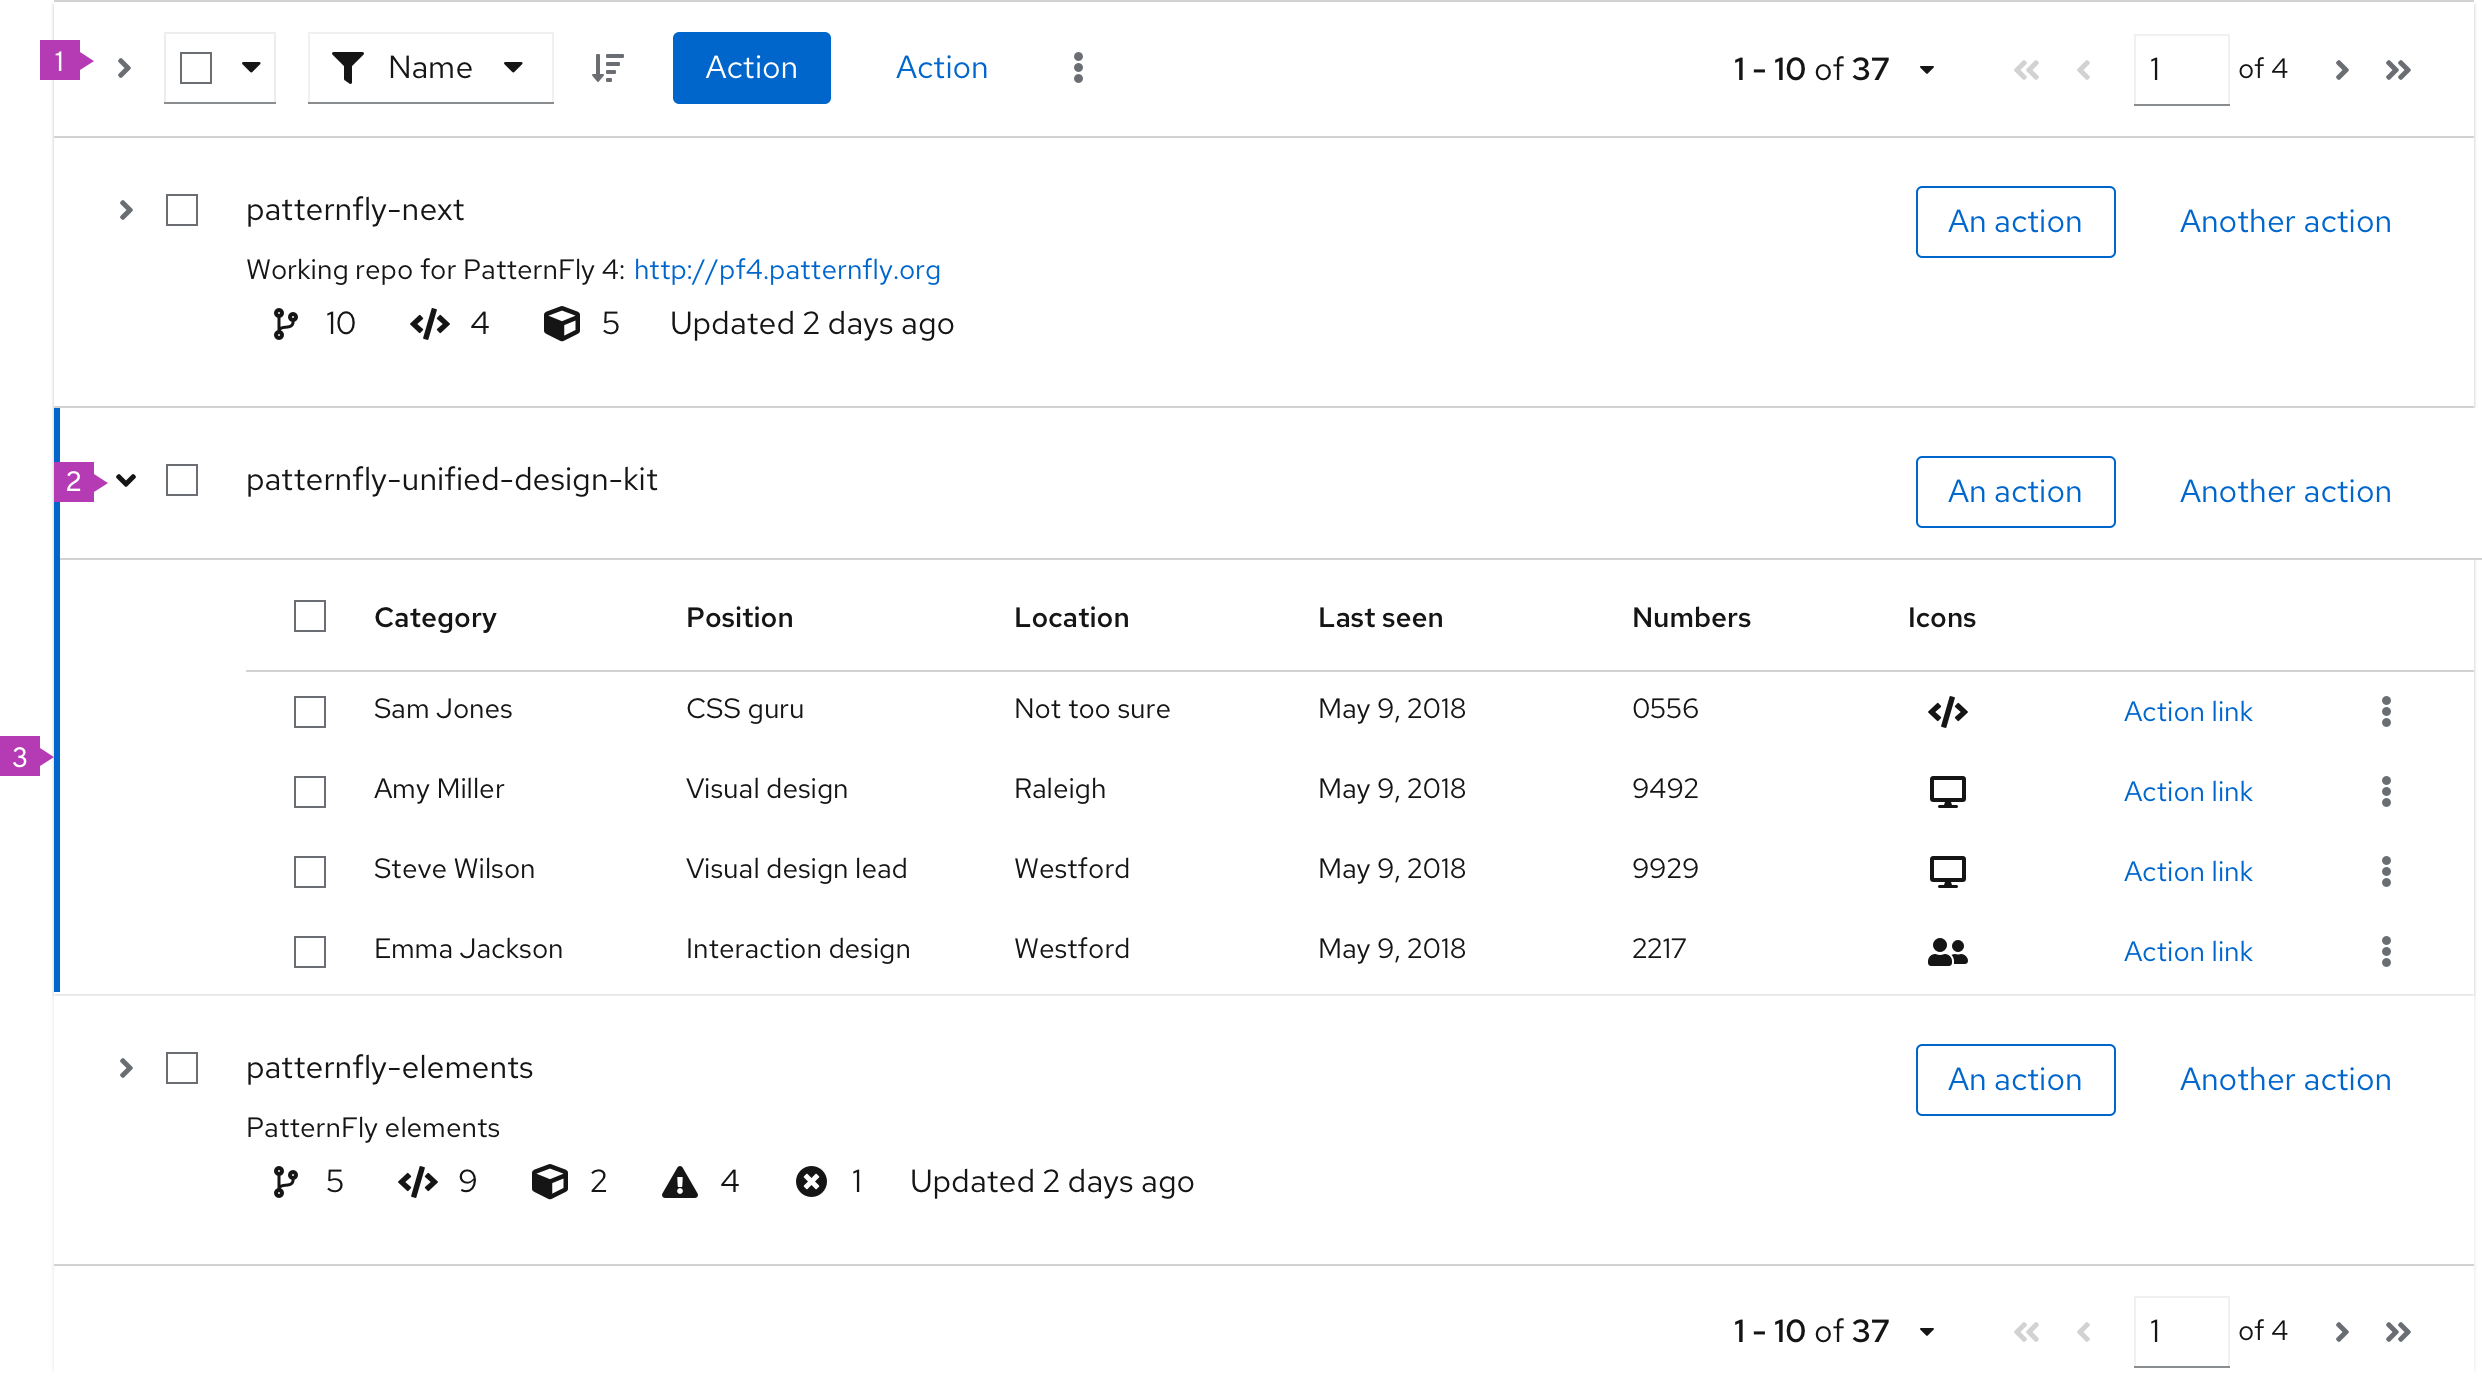 1 Name Action Action 1 - 10 of 37 1 of 4
patternfly-next An action Another action
Working repo for PatternFly 4: http://pf4.patternfly.org
10 4 5 Updated 2 days ago
2 patternfly-unified-design-kit An action Another action
Category Position Location Last seen Numbers Icons
Sam Jones CSS guru Not too sure May 9, 2018 0556 Action link
3
Amy Miller Visual design Raleigh May 9, 2018 9492 Action link
Steve Wilson Visual design lead Westford May 9, 2018 9929 Action link
Emma Jackson Interaction design Westford May 9, 2018 2217 Action link
patternfly-elements An action Another action
PatternFly elements
5 9 2 4 1 Updated 2 days ago
1 - 10 of 37 1 of 4